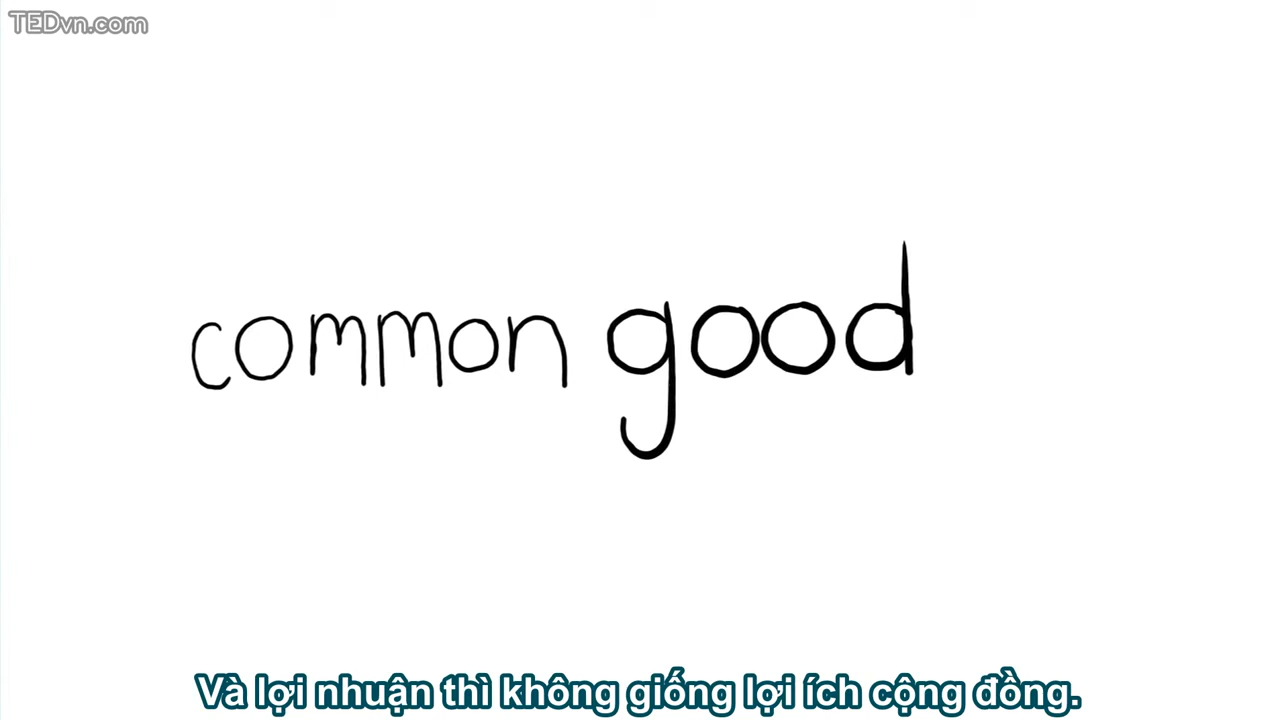 TEDvn.com
common good
Và lợi nhuận thì không giống lợi ích cộng đồng.